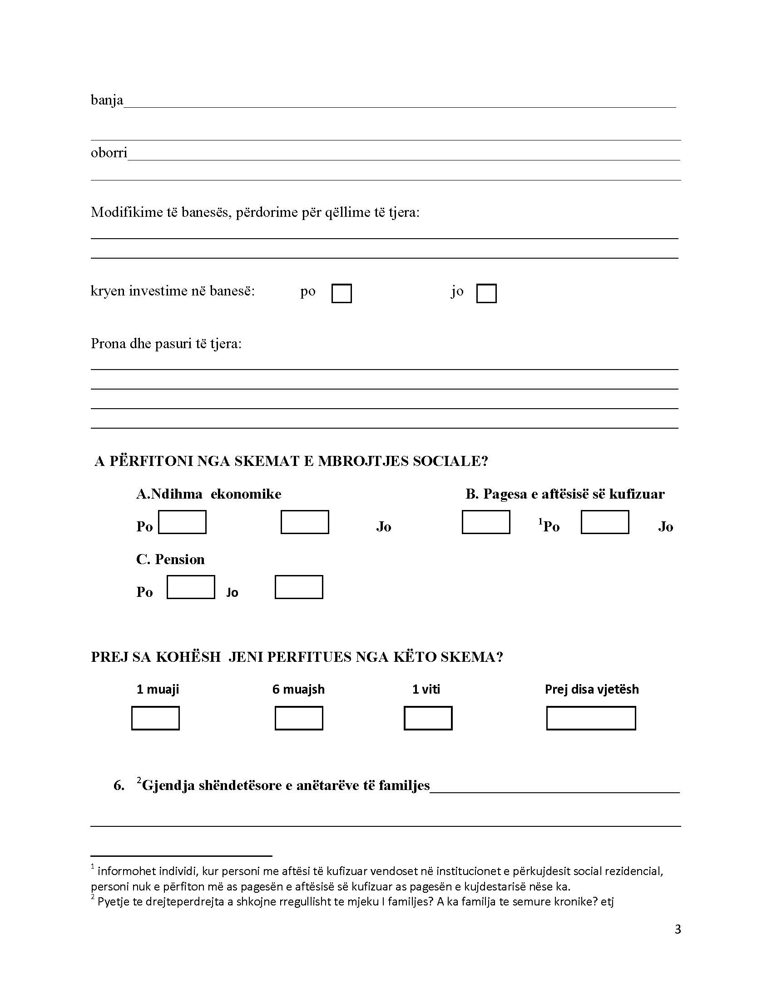 banja
oborri
Modifikime të banesës, përdorime për qëllime të tjera:
kryen investime në banesë: po jo
Prona dhe pasuri të tjera:
A PËRFITONI NGA SKEMAT E MBROJTJES SOCIALE?
A.Ndihma ekonomike B. Pagesa e aftësisë së kufizuar
Po Jo ¹Po Jo
C. Pension
Po Jo
PREJ SA KOHËSH JENI PERFITUES NGA KËTO SKEMA?
1 muaji 6 muajsh 1 viti Prej disa vjetësh
6. ²Gjendja shëndetësore e anëtarëve të familjes
¹ informohet individi, kur personi me aftësi të kufizuar vendoset në institucionet e përkujdesit social rezidencial,
personi nuk e përfiton më as pagesën e aftësisë së kufizuar as pagesën e kujdestarisë nëse ka.
² Pyetje te drejteperdrejta a shkojne rregullisht te mjeku I familjes? A ka familja te semure kronike? etj
3